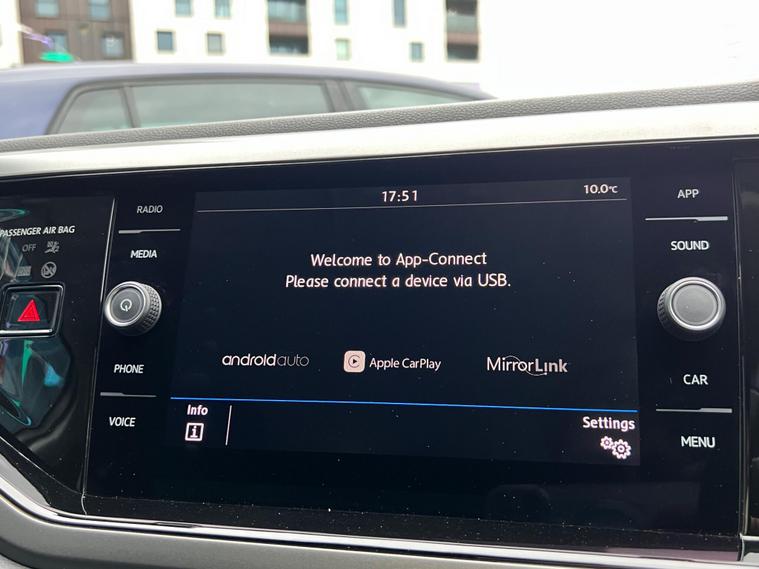 PASSENGER AIR BAG
OFF
RADIO
MEDIA
PHONE
VOICE
17:51
10.0°C
Welcome to App-Connect
Please connect a device via USB.
androidauto
Apple CarPlay
MirrorLink
Info
Settings
APP
SOUND
CAR
MENU